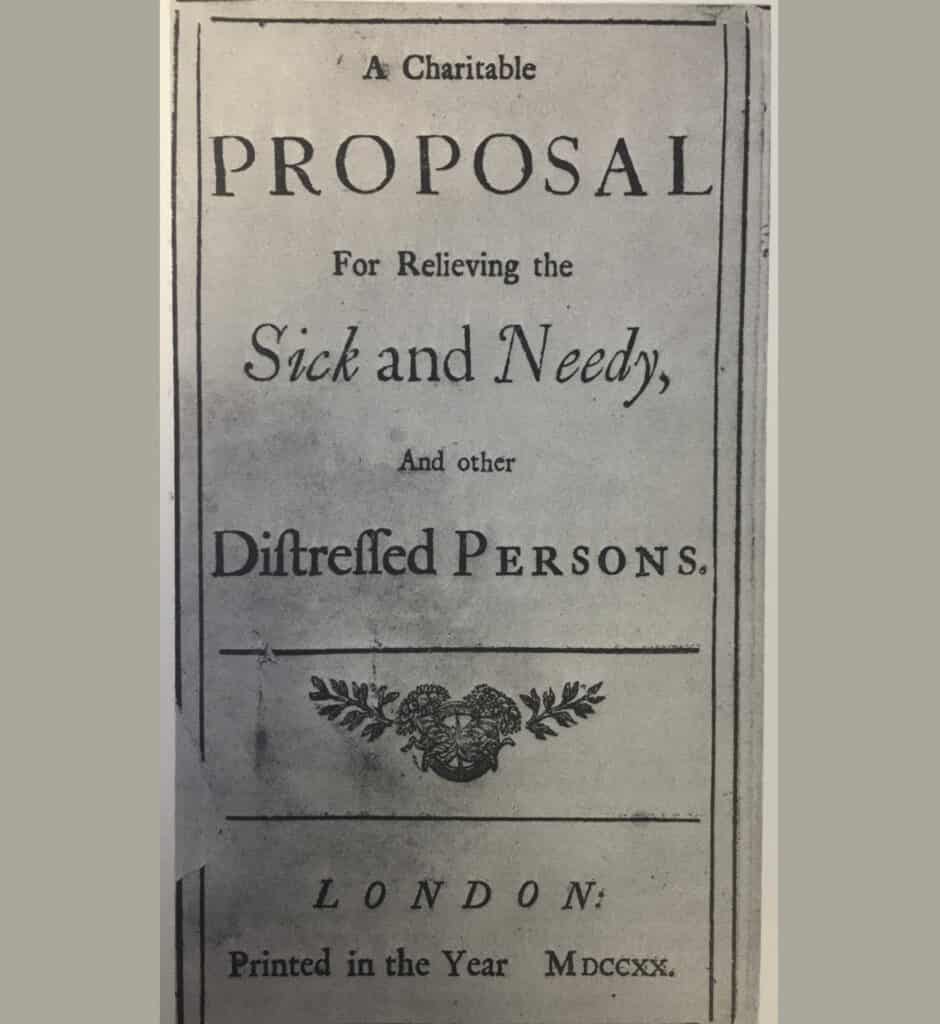 A Charitable
PROPOSAL
For Relieving the
Sick and Needy,
And other
Diſtreſſed PERSONS.
LONDON:
Printed in the Year MDCCXX.